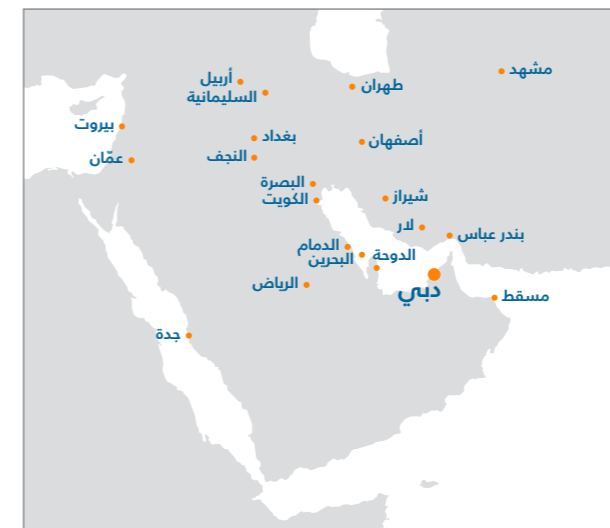 مشهد
أربيل
طهران
السليمانية
بيروت
بغداد
أصفهان
النجف
عمّان
البصرة
شيراز
الكويت
لار
بندر عباس
الدمام
الدوحة
البحرين
الرياض
دبي
مسقط
جدة